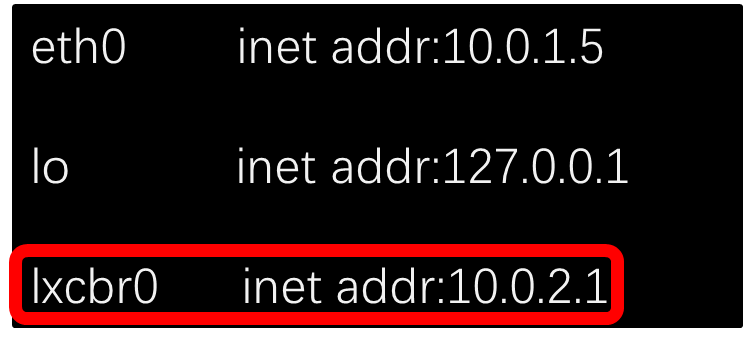 eth0 inet addr:10.0.1.5
lo inet addr:127.0.0.1
lxcbr0 inet addr:10.0.2.1